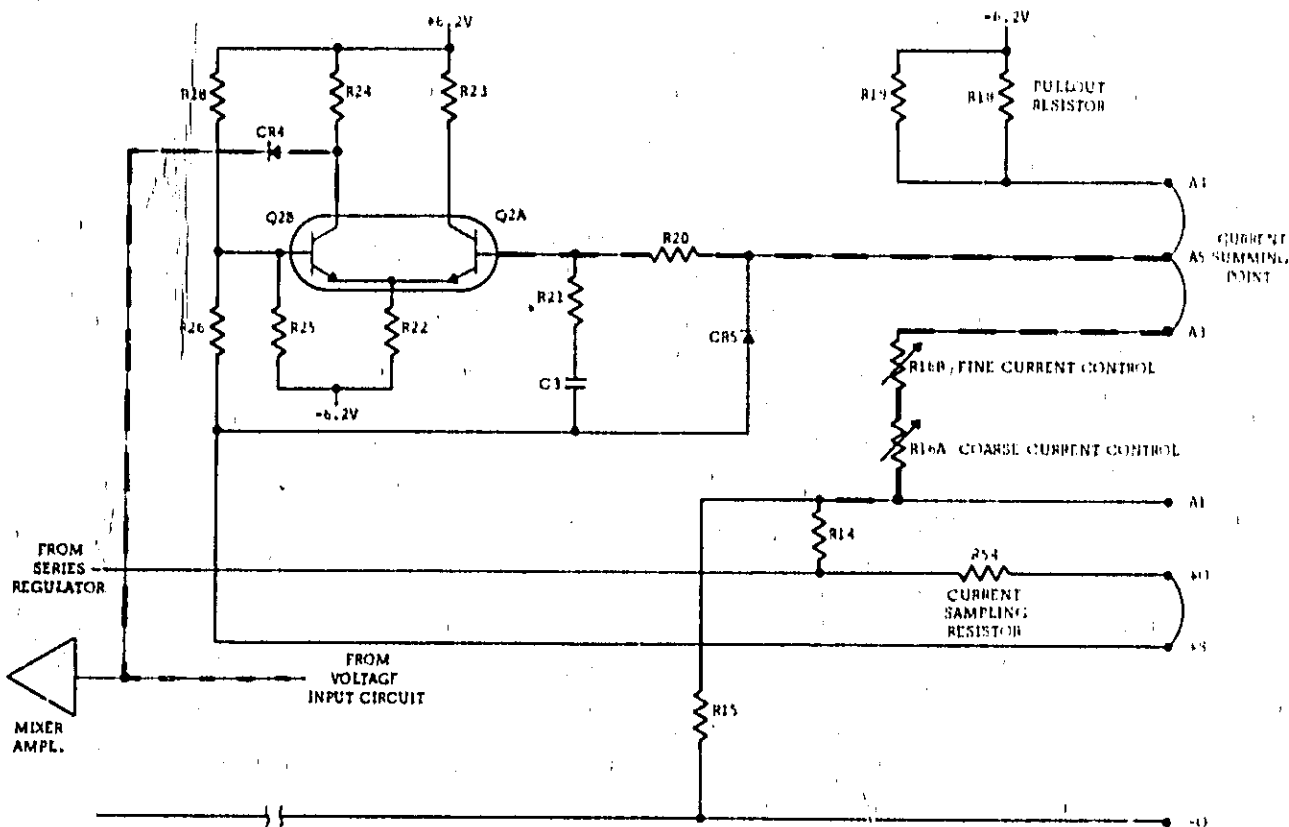 +6.2V
-6.2V
R28
R24
R23
R19
R18
PULLOUT
RESISTOR
CR4
A4
Q2B
Q2A
R20
A5
CURRENT
SUMMING
POINT
R26
R25
R22
R21
CR5
A3
C3
R16B, FINE CURRENT CONTROL
-6.2V
R16A COARSE CURRENT CONTROL
A1
R14
FROM
SERIES
REGULATOR
R54
CURRENT
SAMPLING
RESISTOR
+S
FROM
VOLTAGE
INPUT CIRCUIT
MIXER
AMPL.
R15